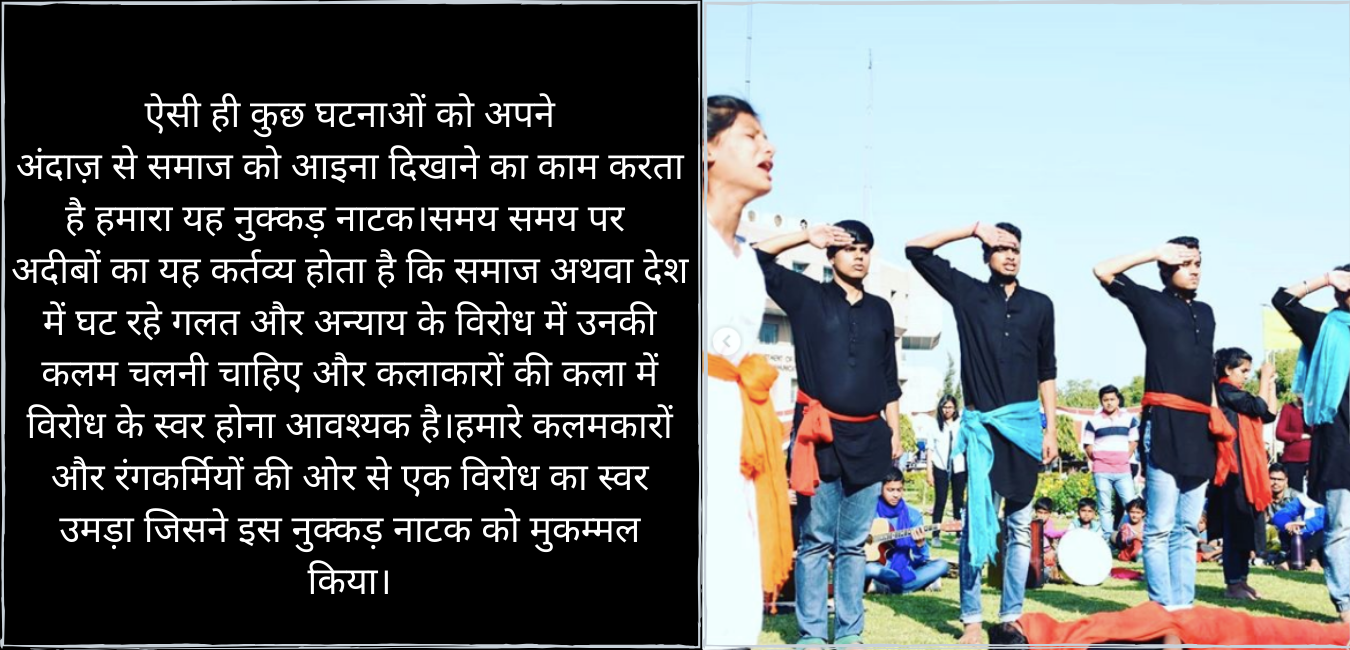 ऐसी ही कुछ घटनाओं को अपने
अंदाज़ से समाज को आइना दिखाने का काम करता
है हमारा यह नुक्कड़ नाटक।समय समय पर
अदीबों का यह कर्तव्य होता है कि समाज अथवा देश
में घट रहे गलत और अन्याय के विरोध में उनकी
कलम चलनी चाहिए और कलाकारों की कला में
विरोध के स्वर होना आवश्यक है।हमारे कलमकारों
और रंगकर्मियों की ओर से एक विरोध का स्वर
उमड़ा जिसने इस नुक्कड़ नाटक को मुकम्मल
किया।